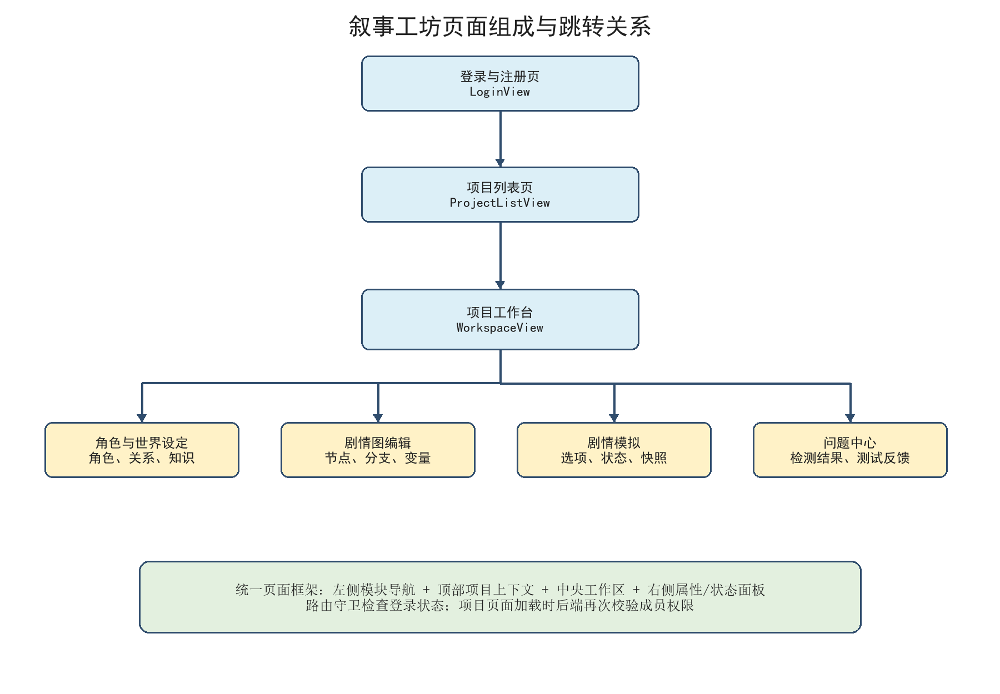 叙事工坊页面组成与跳转关系
登录与注册页
LoginView
项目列表页
ProjectListView
项目工作台
WorkspaceView
角色与世界设定
角色、关系、知识
剧情图编辑
节点、分支、变量
剧情模拟
选项、状态、快照
问题中心
检测结果、测试反馈
统一页面框架：左侧模块导航 + 顶部项目上下文 + 中央工作区 + 右侧属性/状态面板
路由守卫检查登录状态；项目页面加载时后端再次校验成员权限